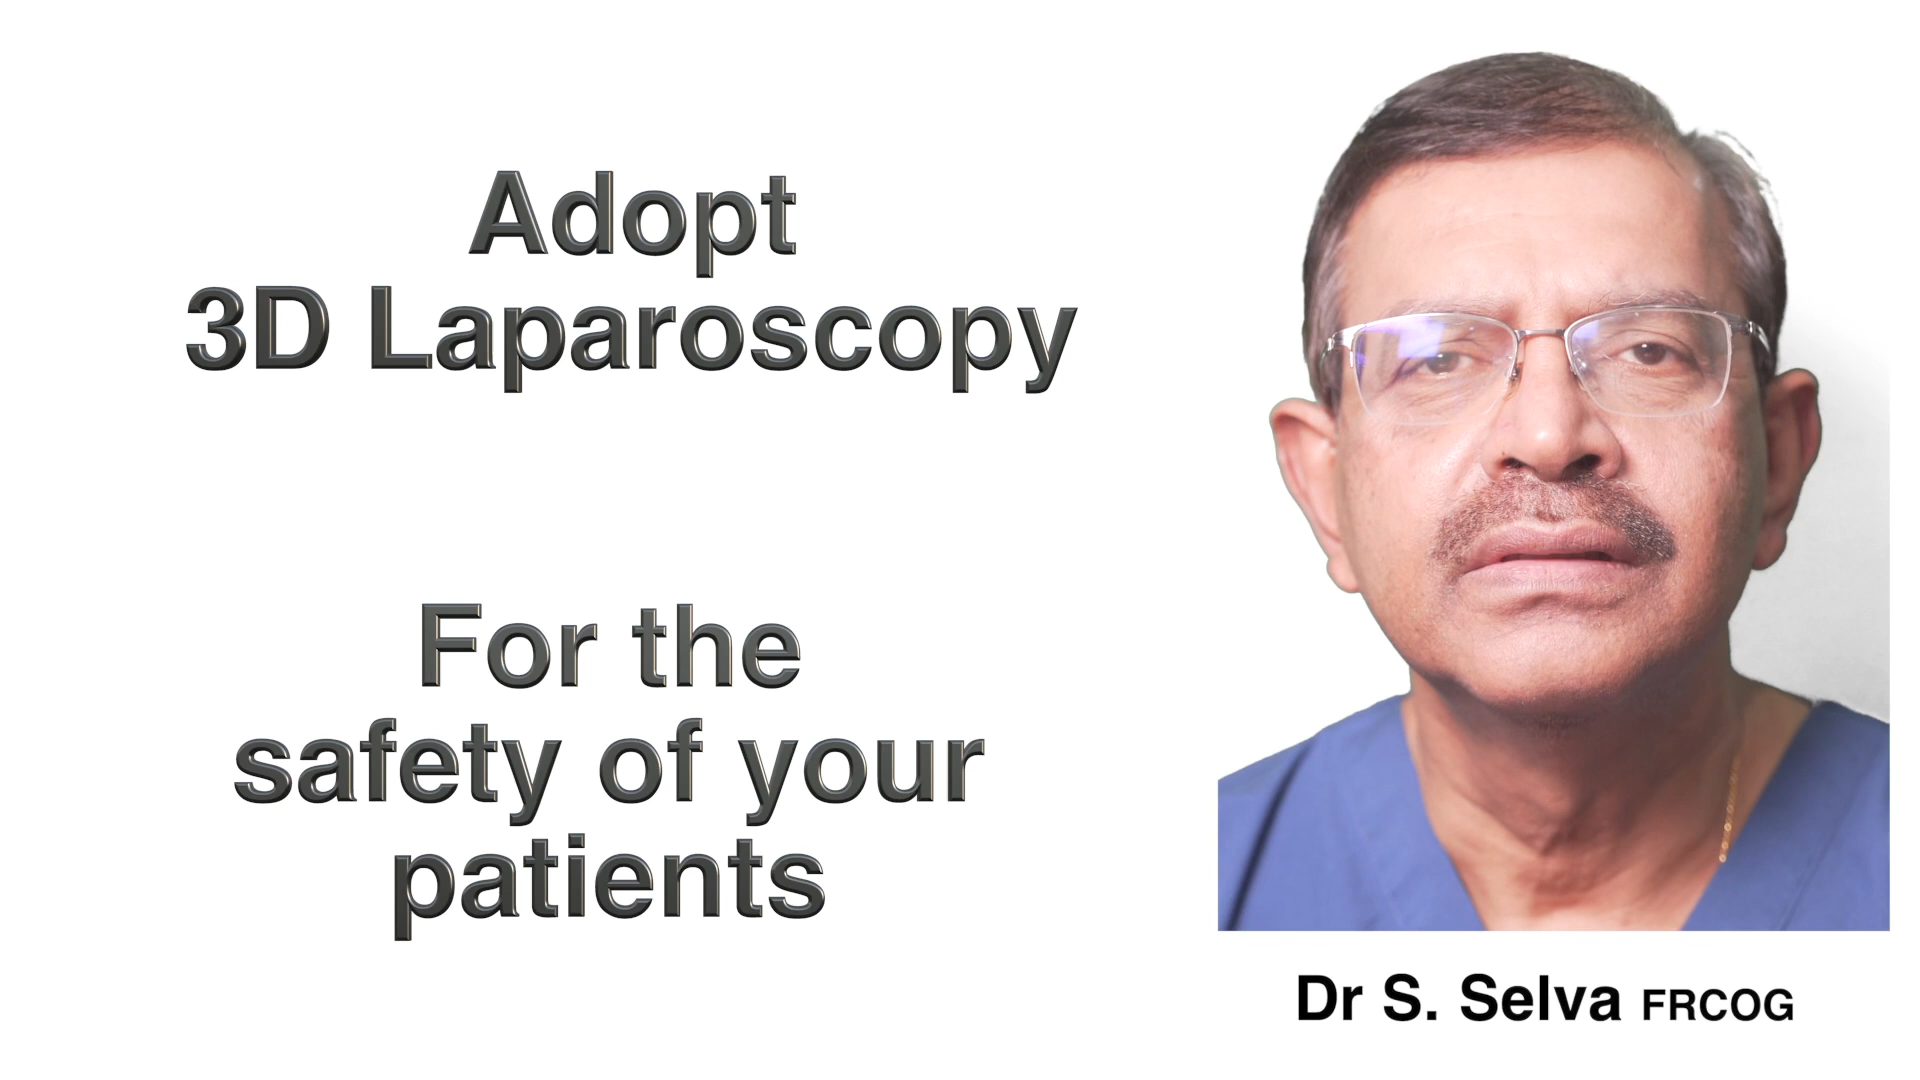 Adopt
3D Laparoscopy
For the
safety of your
patients
Dr S. Selva FRCOG